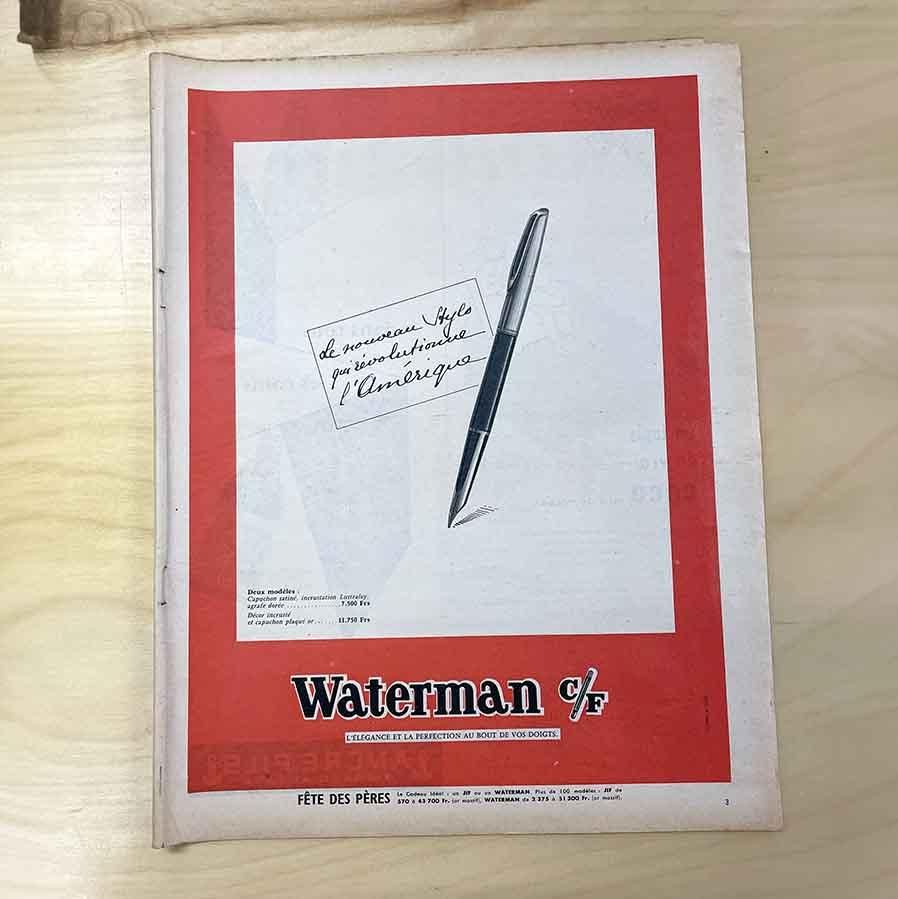 Le nouveau Stylo
qui révolutionne
l'Amérique
Deux modèles :
Capuchon satiné, incrustation Lustraloy,
agrafe dorée ................. 7.500 Frs
Décor incrusté
et capuchon plaqué or ...... 11.750 Frs
Waterman C/F
L'ÉLÉGANCE ET LA PERFECTION AU BOUT DE VOS DOIGTS.
FÊTE DES PÈRES Le Cadeau Idéal : un JIF ou un WATERMAN. Plus de 100 modèles : JIF de
570 à 43 700 Fr. (or massif), WATERMAN de 2 375 à 51 300 Fr. (or massif).
3